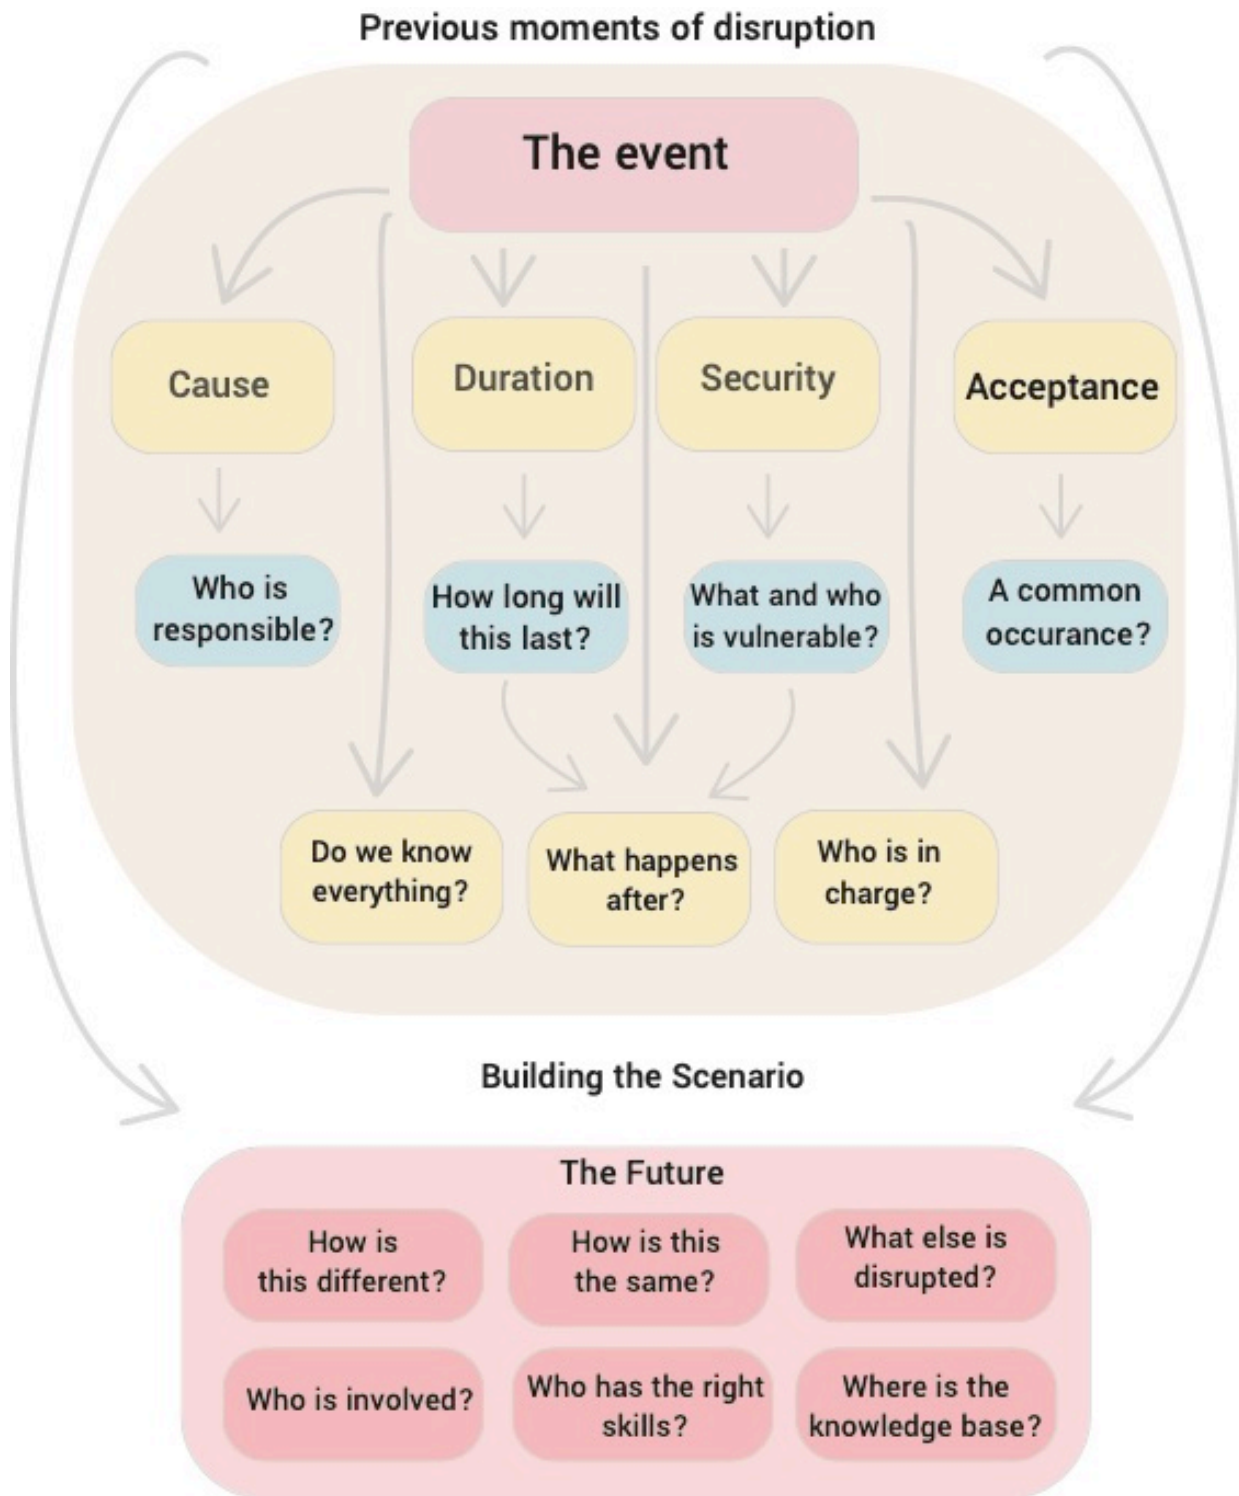 Previous moments of disruption
The event
Cause
Duration
Security
Acceptance
Who is
responsible?
How long will
this last?
What and who
is vulnerable?
A common
occurance?
Do we know
everything?
What happens
after?
Who is in
charge?
Building the Scenario
The Future
How is
this different?
How is this
the same?
What else is
disrupted?
Who is involved?
Who has the right
skills?
Where is the
knowledge base?